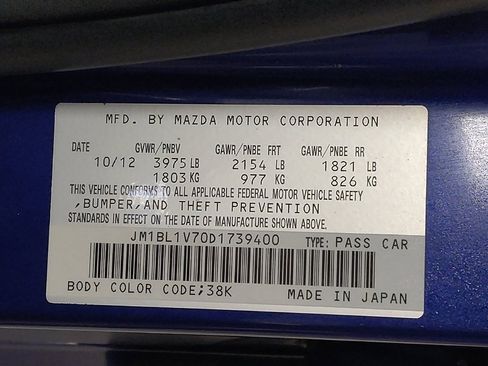 MFD. BY MAZDA MOTOR CORPORATION
DATE GVWR/PNBV GAWR/PNBE FRT GAWR/PNBE RR
10/12 3975 LB 2154 LB 1821 LB
1803 KG 977 KG 826 KG
THIS VEHICLE CONFORMS TO ALL APPLICABLE FEDERAL MOTOR VEHICLE SAFETY
,BUMPER,AND THEFT PREVENTION
STANDARDS IN EFFECT ON THE DATE OF MANUFACTURE SHOWN ABOVE.
JM1BL1V70D1739400 TYPE: PASS CAR
BODY COLOR CODE;38K MADE IN JAPAN